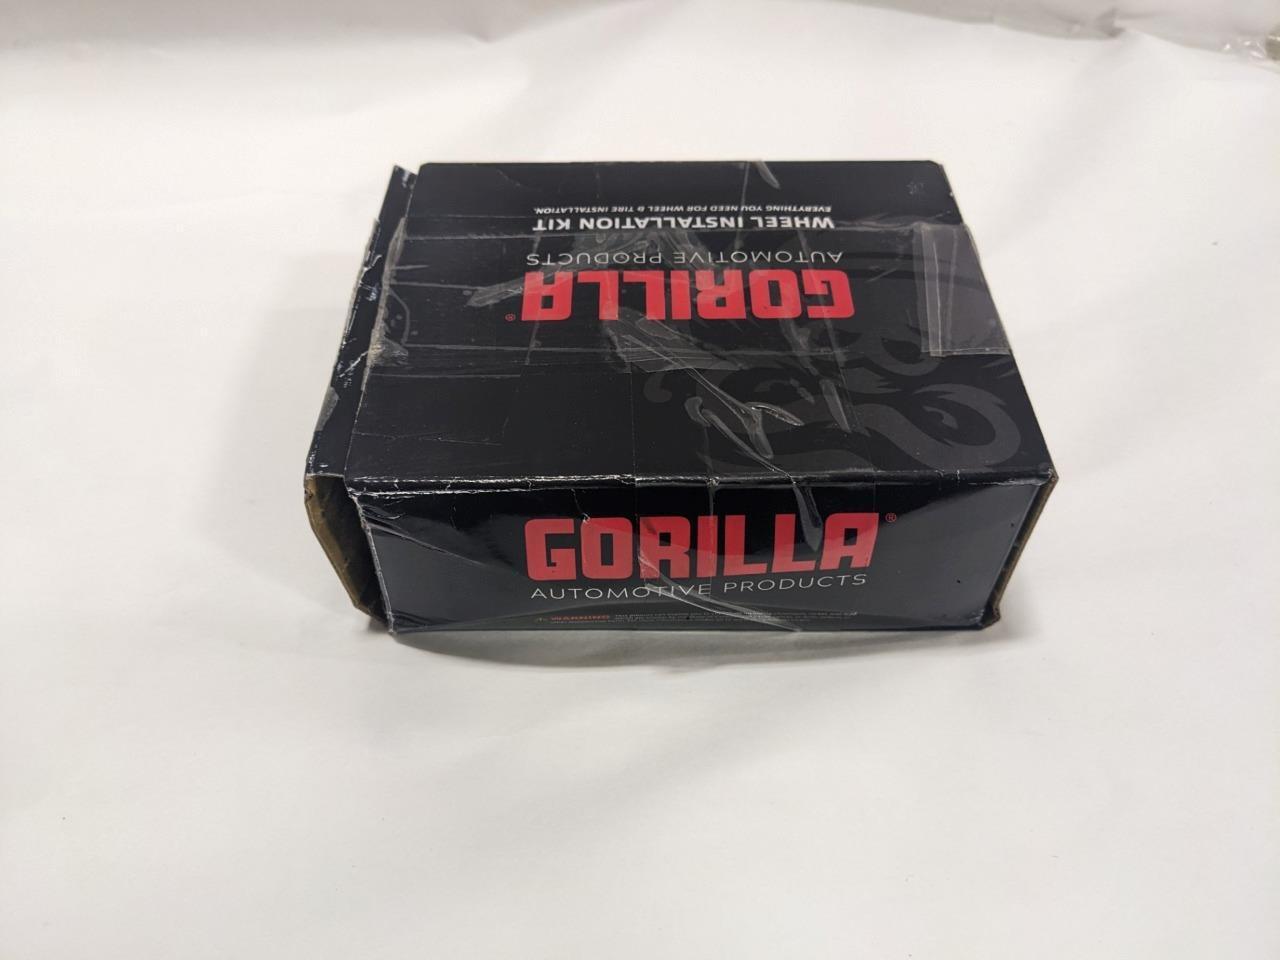 WHEEL INSTALLATION KIT
EVERYTHING YOU NEED FOR WHEEL & TIRE INSTALLATION.
GORILLA®
AUTOMOTIVE PRODUCTS
GORILLA®
AUTOMOTIVE PRODUCTS
⚠ WARNING